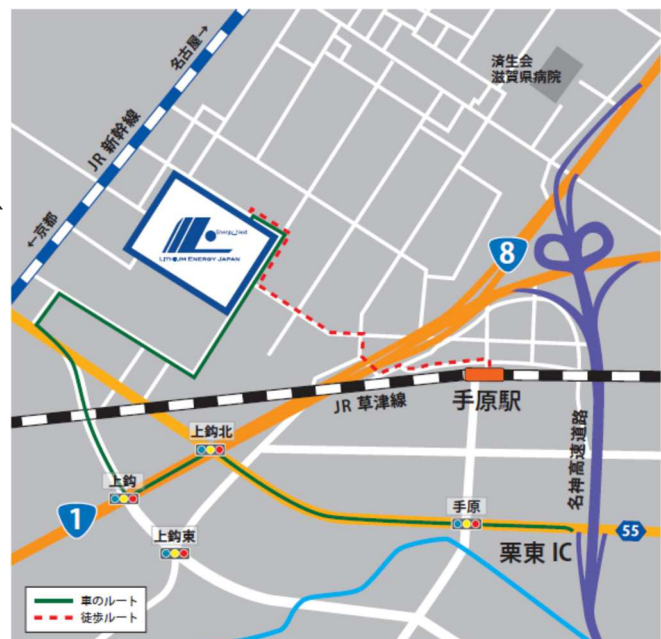 済生会
滋賀県病院
名古屋→
JR 新幹線
←京都
Energy_Next
LITHIUM ENERGY JAPAN
8
JR 草津線
手原駅
名神高速道路
上鈎北
上鈎
手原
1
上鈎東
55
栗東 IC
車のルート
徒歩ルート